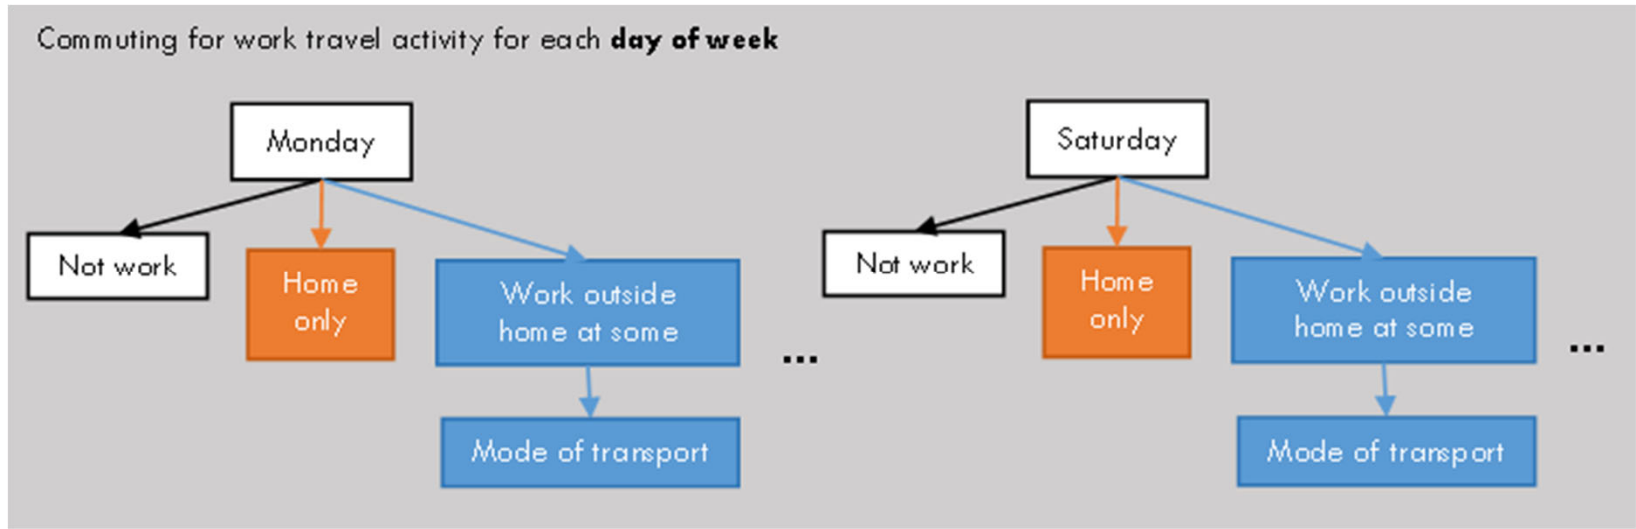 Commuting for work travel activity for each day of week
Monday
Not work
Home
only
Work outside
home at some
Mode of transport
...
Saturday
Not work
Home
only
Work outside
home at some
Mode of transport
...